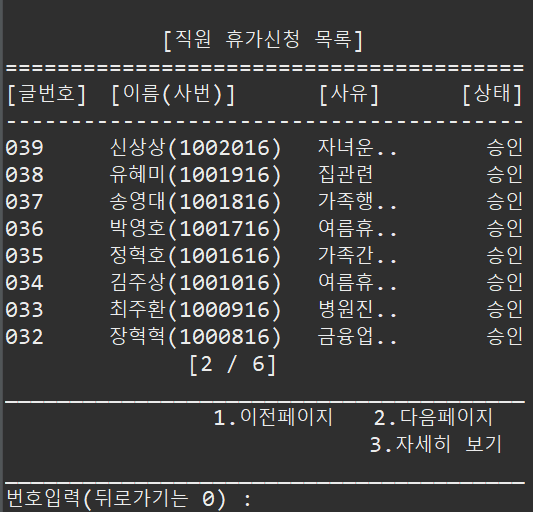 [직원 휴가신청 목록]
========================================
[글번호] [이름(사번)] [사유] [상태]
----------------------------------------
039 신상상(1002016) 자녀운.. 승인
038 유혜미(1001916) 집관련 승인
037 송영대(1001816) 가족행.. 승인
036 박영호(1001716) 여름휴.. 승인
035 정혁호(1001616) 가족간.. 승인
034 김주상(1001016) 여름휴.. 승인
033 최주환(1000916) 병원진.. 승인
032 장혁혁(1000816) 금융업.. 승인
[2 / 6]
________________________________________
1.이전페이지 2.다음페이지
3.자세히 보기
________________________________________
번호입력(뒤로가기는 0) :